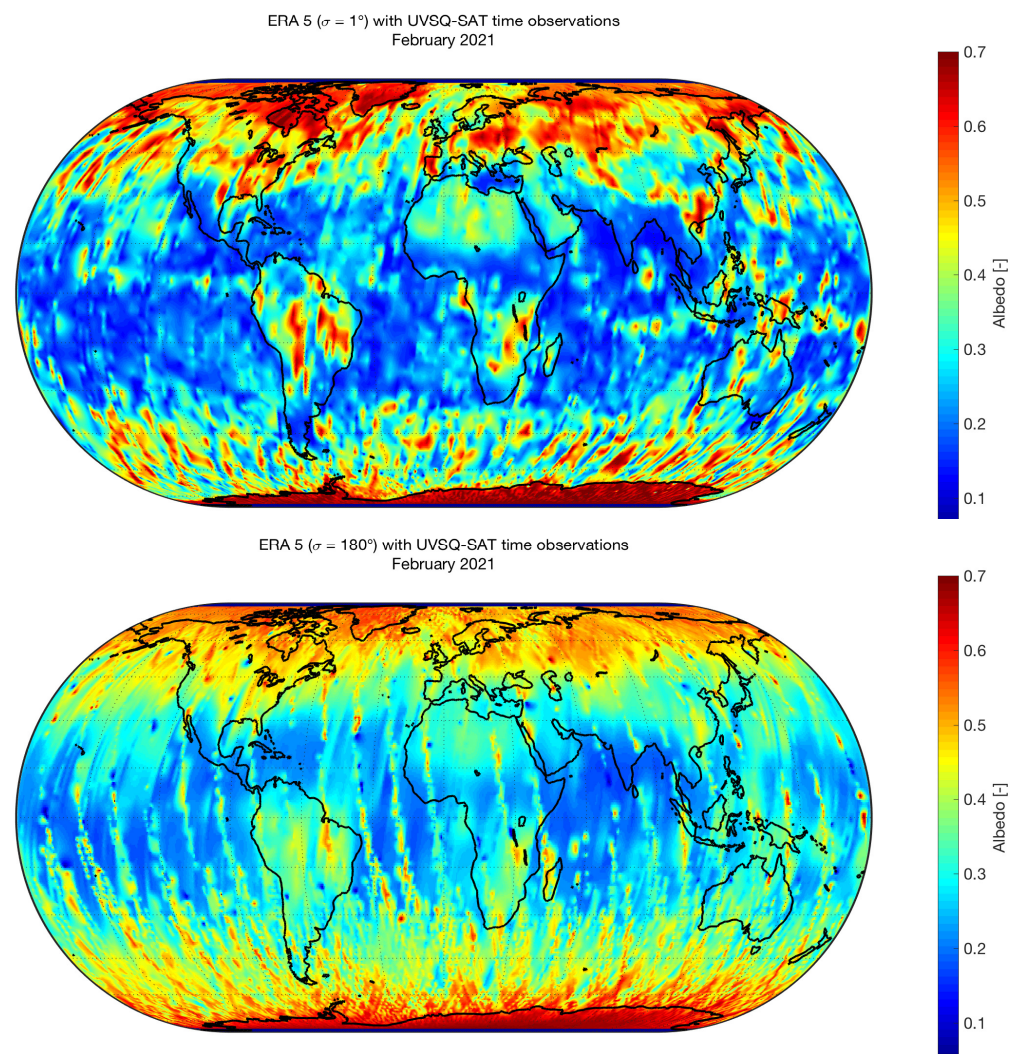 ERA 5 (σ = 1°) with UVSQ-SAT time observations
February 2021
0.7
0.6
0.5
0.4
0.3
0.2
0.1
Albedo [-]
ERA 5 (σ = 180°) with UVSQ-SAT time observations
February 2021
0.7
0.6
0.5
0.4
0.3
0.2
0.1
Albedo [-]